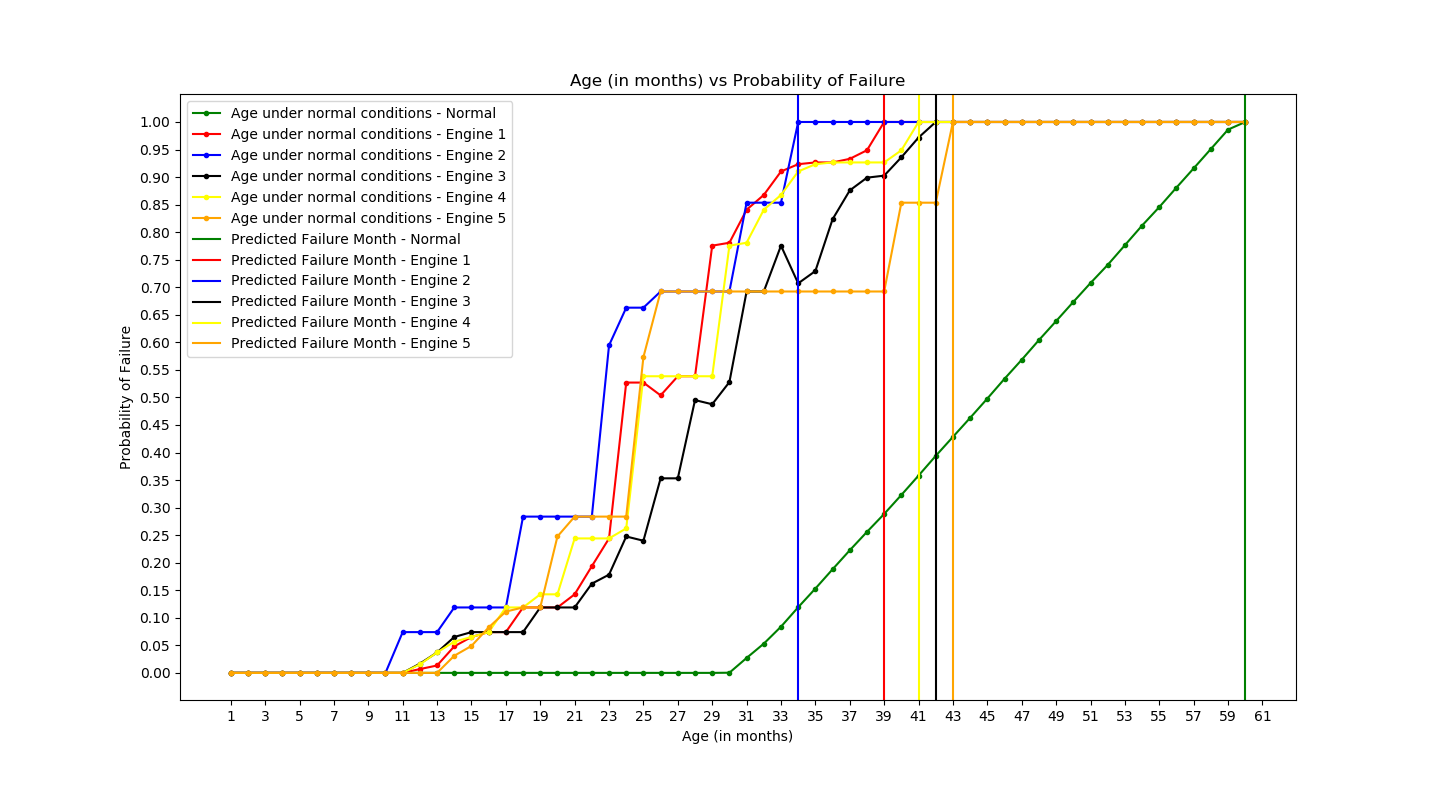 Age (in months) vs Probability of Failure
Age under normal conditions - Normal
Age under normal conditions - Engine 1
Age under normal conditions - Engine 2
Age under normal conditions - Engine 3
Age under normal conditions - Engine 4
Age under normal conditions - Engine 5
Predicted Failure Month - Normal
Predicted Failure Month - Engine 1
Predicted Failure Month - Engine 2
Predicted Failure Month - Engine 3
Predicted Failure Month - Engine 4
Predicted Failure Month - Engine 5
Probability of Failure
1.00
0.95
0.90
0.85
0.80
0.75
0.70
0.65
0.60
0.55
0.50
0.45
0.40
0.35
0.30
0.25
0.20
0.15
0.10
0.05
0.00
1 3 5 7 9 11 13 15 17 19 21 23 25 27 29 31 33 35 37 39 41 43 45 47 49 51 53 55 57 59 61
Age (in months)